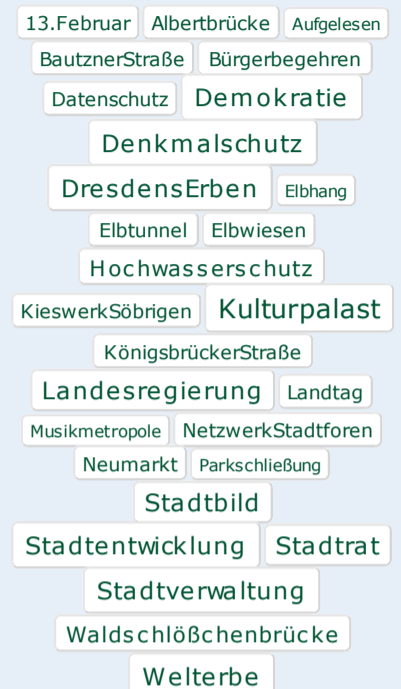 13.Februar Albertbrücke Aufgelesen
BautznerStraße Bürgerbegehren
Datenschutz Demokratie
Denkmalschutz
DresdensErben Elbhang
Elbtunnel Elbwiesen
Hochwasserschutz
KieswerkSöbrigen Kulturpalast
KönigsbrückerStraße
Landesregierung Landtag
Musikmetropole NetzwerkStadtforen
Neumarkt Parkschließung
Stadtbild
Stadtentwicklung Stadtrat
Stadtverwaltung
Waldschlößchenbrücke
Welterbe